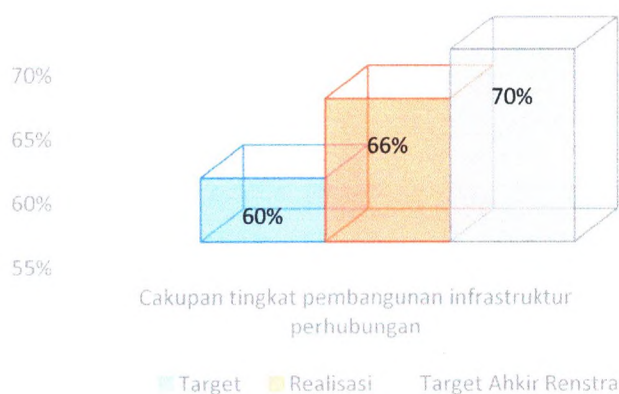 70%
65%
60%
55%
60%
66%
70%
Cakupan tingkat pembangunan infrastruktur
perhubungan
Target Realisasi Target Ahkir Renstra